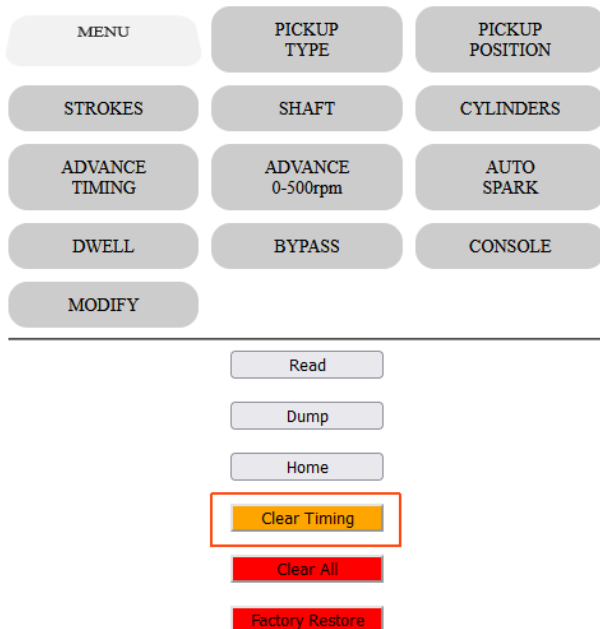 MENU
PICKUP
TYPE
PICKUP
POSITION
STROKES
SHAFT
CYLINDERS
ADVANCE
TIMING
ADVANCE
0-500rpm
AUTO
SPARK
DWELL
BYPASS
CONSOLE
MODIFY
Read
Dump
Home
Clear Timing
Clear All
Factory Restore